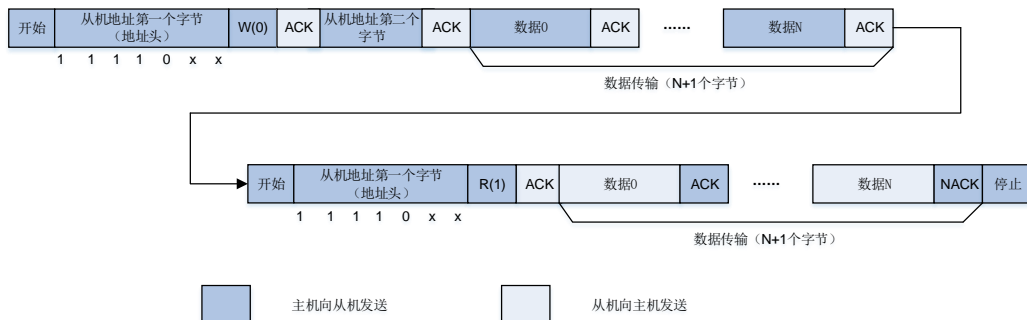 开始 从机地址第一个字节 （地址头） W(0) ACK 从机地址第二个 字节 ACK 数据0 ACK …… 数据N ACK
1 1 1 1 0 x x
数据传输（N+1个字节）
开始 从机地址第一个字节 （地址头） R(1) ACK 数据0 ACK …… 数据N NACK 停止
1 1 1 1 0 x x
数据传输（N+1个字节）
主机向从机发送 从机向主机发送